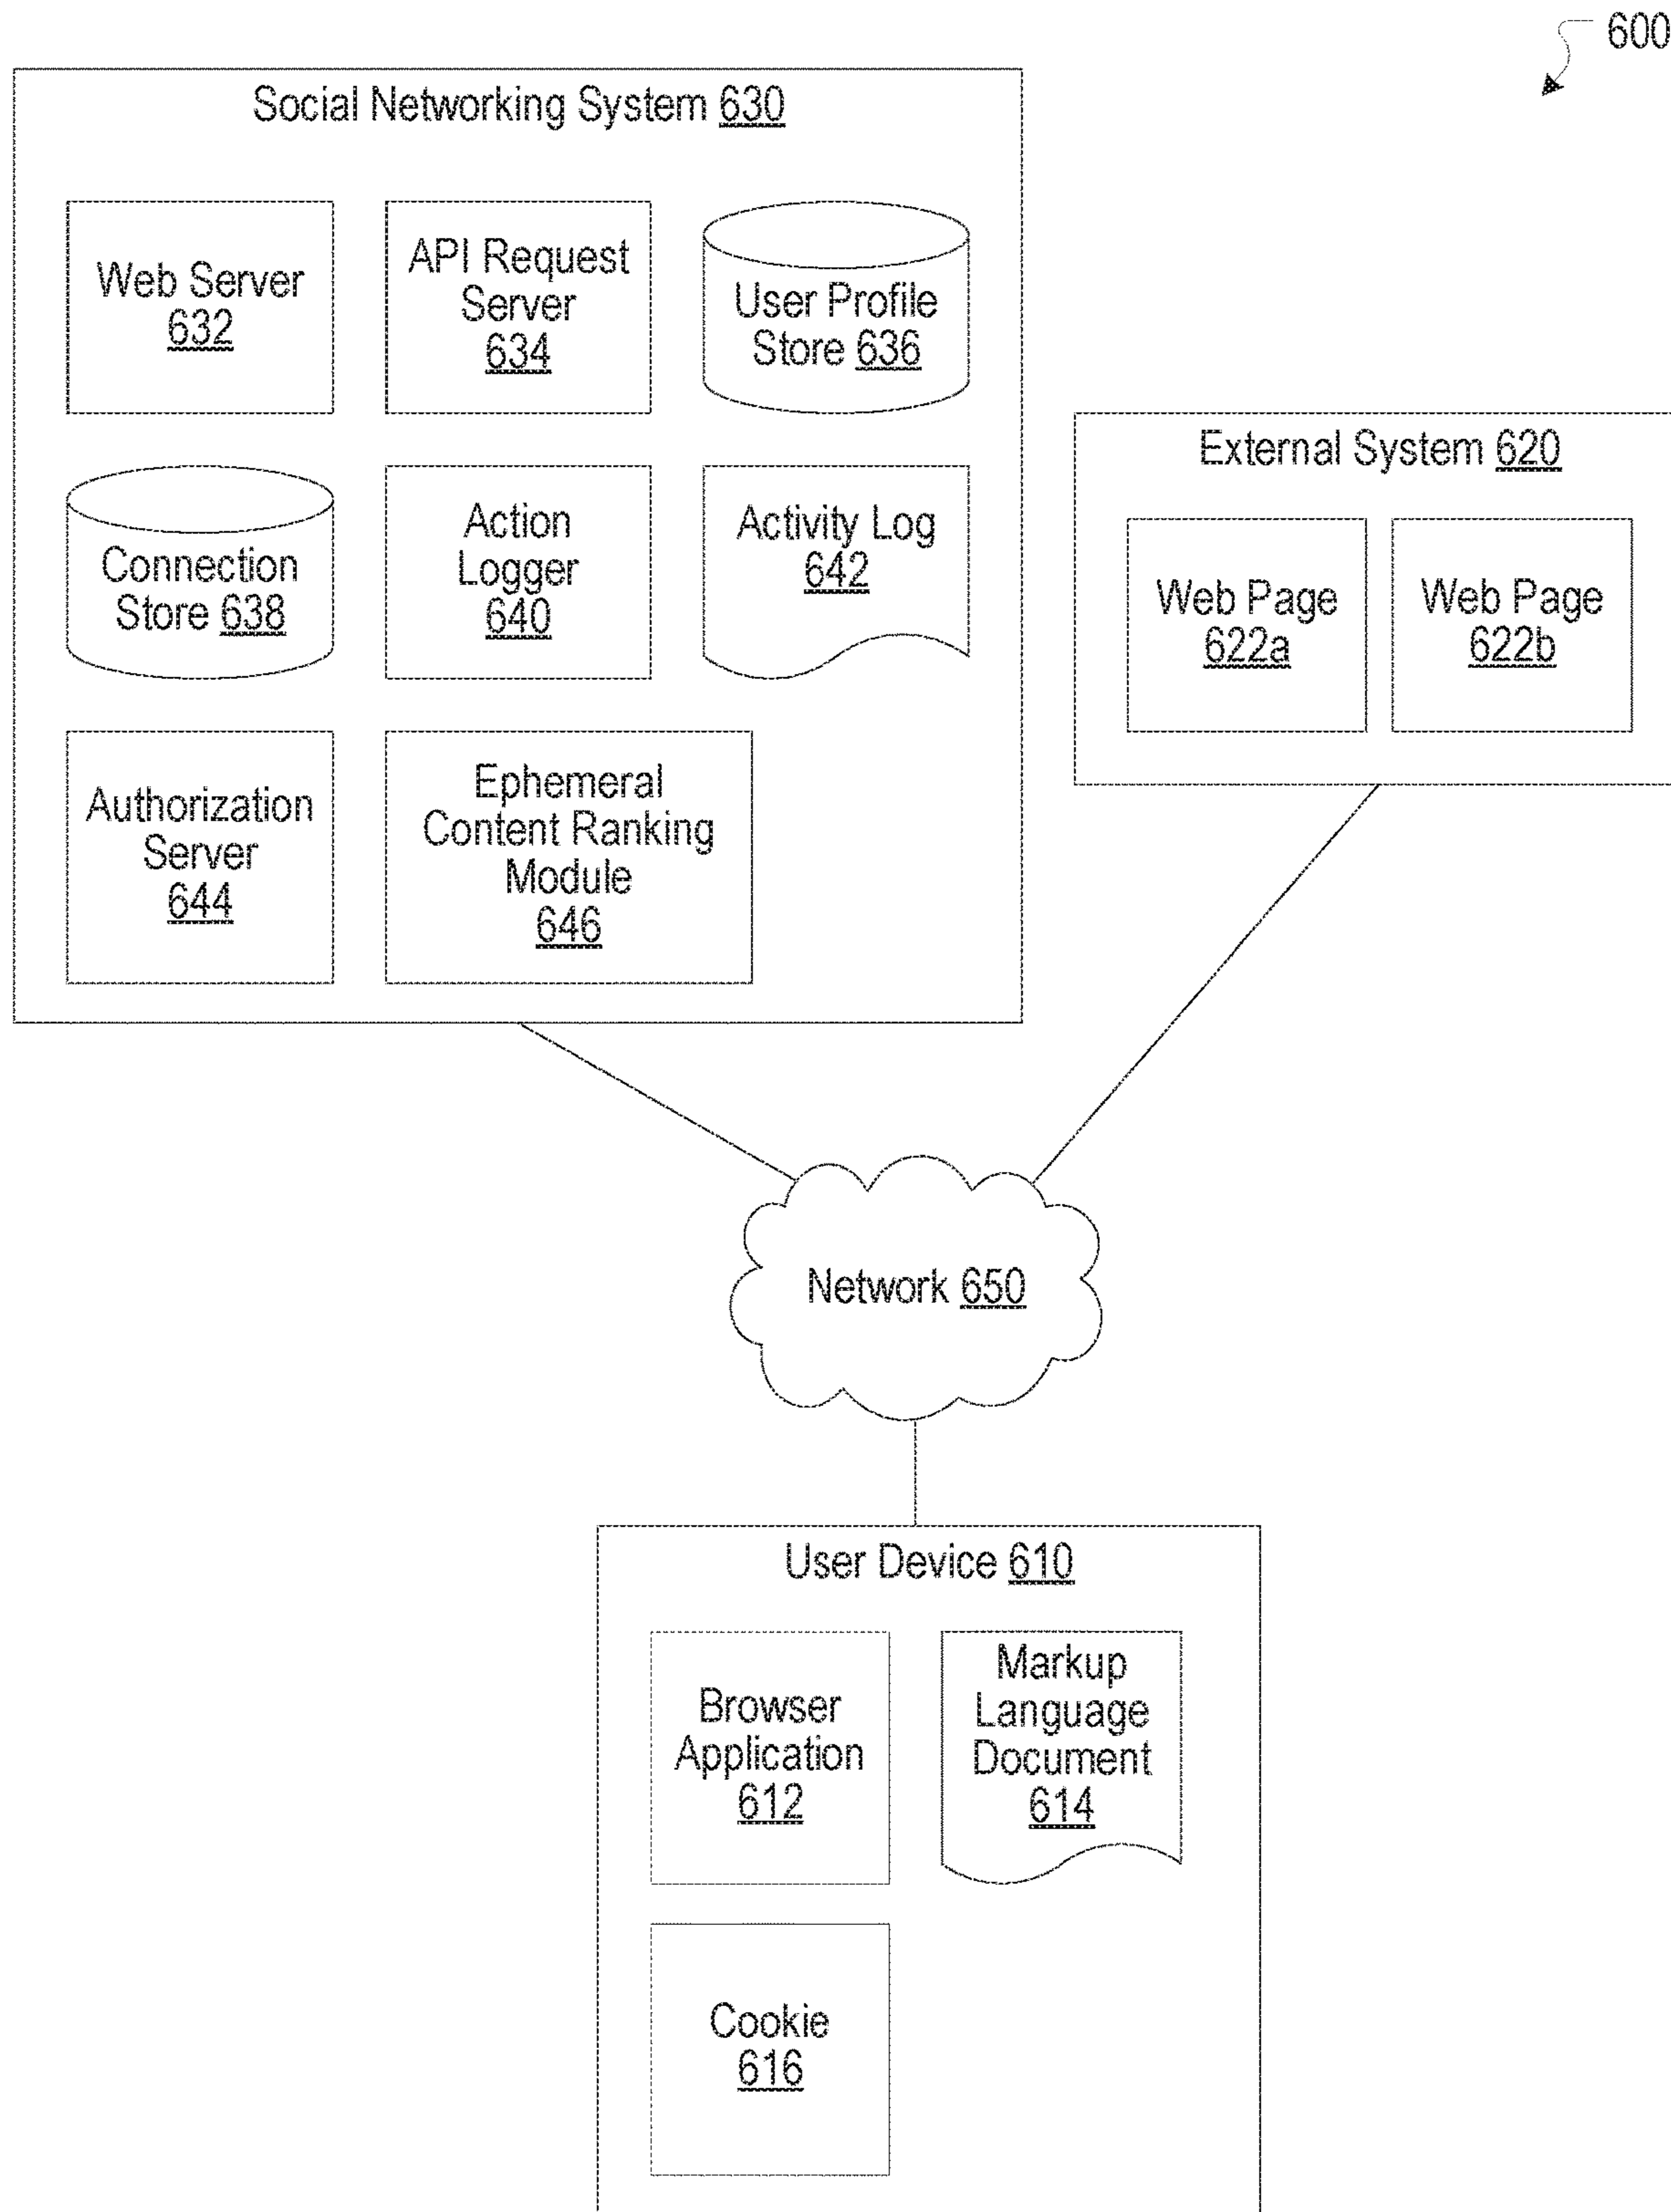 600
Social Networking System 630
Web Server
632
API Request
Server
634
User Profile
Store 636
Connection
Store 638
Action
Logger
640
Activity Log
642
Authorization
Server
644
Ephemeral
Content Ranking
Module
646
External System 620
Web Page
622a
Web Page
622b
Network 650
User Device 610
Browser
Application
612
Markup
Language
Document
614
Cookie
616